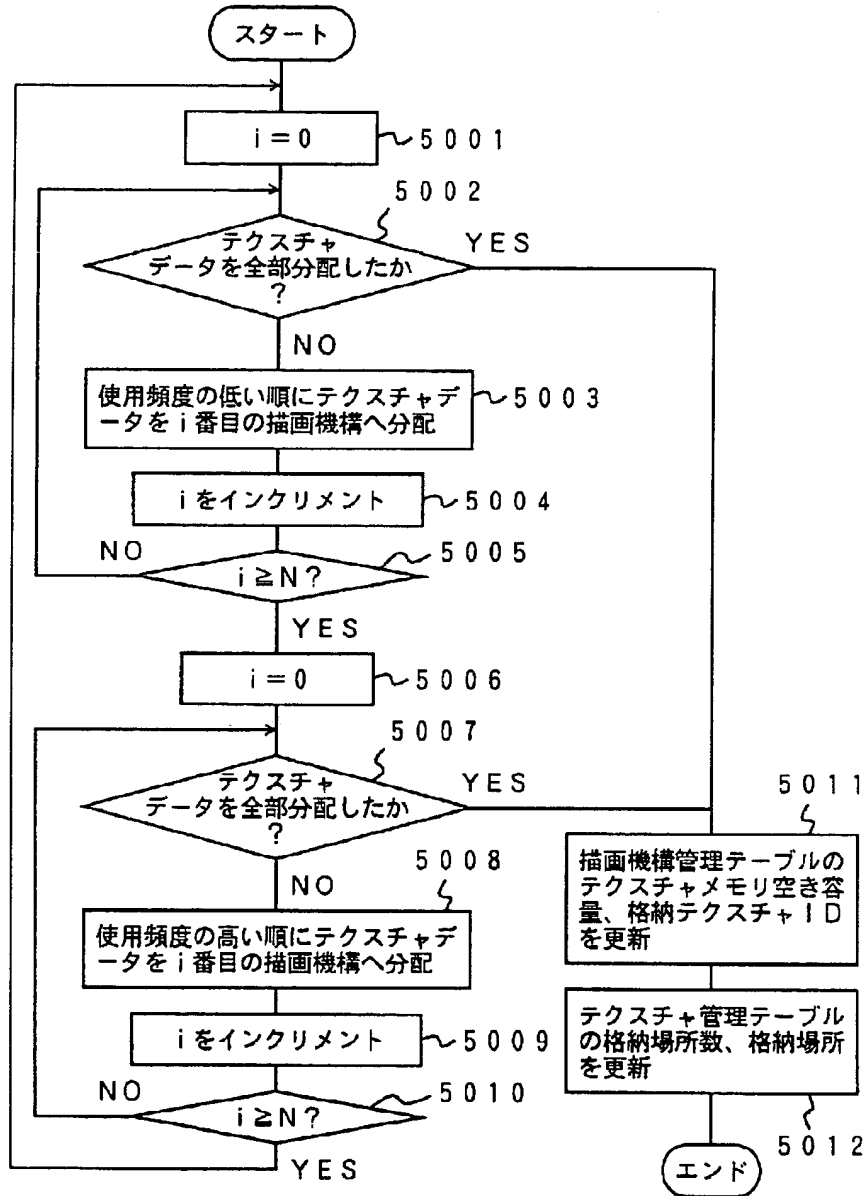 スタート
i=0
5001
5002
テクスチャ
データを全部分配したか
?
YES
NO
使用頻度の低い順にテクスチャデ
ータをi番目の描画機構へ分配
5003
iをインクリメント
5004
NO
5005
i≧N?
YES
i=0
5006
5007
テクスチャ
データを全部分配したか
?
YES
NO
5008
使用頻度の高い順にテクスチャデ
ータをi番目の描画機構へ分配
iをインクリメント
5009
NO
5010
i≧N?
YES
5011
描画機構管理テーブルの
テクスチャメモリ空き容
量、格納テクスチャID
を更新
テクスチャ管理テーブル
の格納場所数、格納場所
を更新
5012
エンド